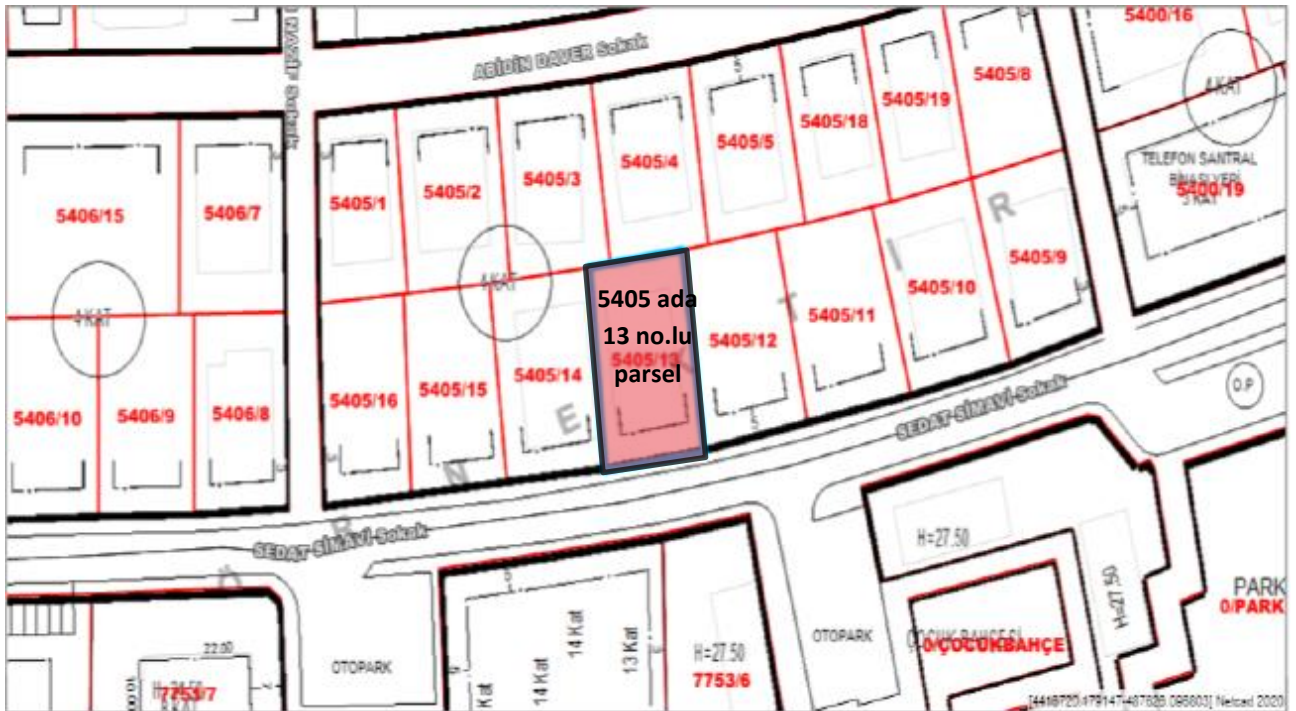 5400/16
ABİDİN DAVER Sokak
NAZİF Sokak
5405/8
5405/19
5405/18
5405/5
5405/4
5405/3
5405/2
5405/1
5406/7
5406/15
4 KAT
TELEFON SANTRAL
BİNASI YERİ
5400/19
3 KAT
R
5405/9
5405/10
İ
5405/11
T
5405/12
5405 ada
13 no.lu
parsel
5405/13
K
4 KAT
5405/14
5405/15
5405/16
E
N
R
Ö
4 KAT
5406/8
5406/9
5406/10
SEDAT SİMAVİ Sokak
SEDAT SİMAVİ Sokak
O.P
H=27.50
H=27.50
PARK
0/PARK
ÇOCUK BAHÇESİ
0/ÇOCUKBAHÇE
OTOPARK
H=27.50
7753/6
13 Kat
14 Kat
14 Kat
Kat
OTOPARK
22.00
7753/7
Netcad 2020